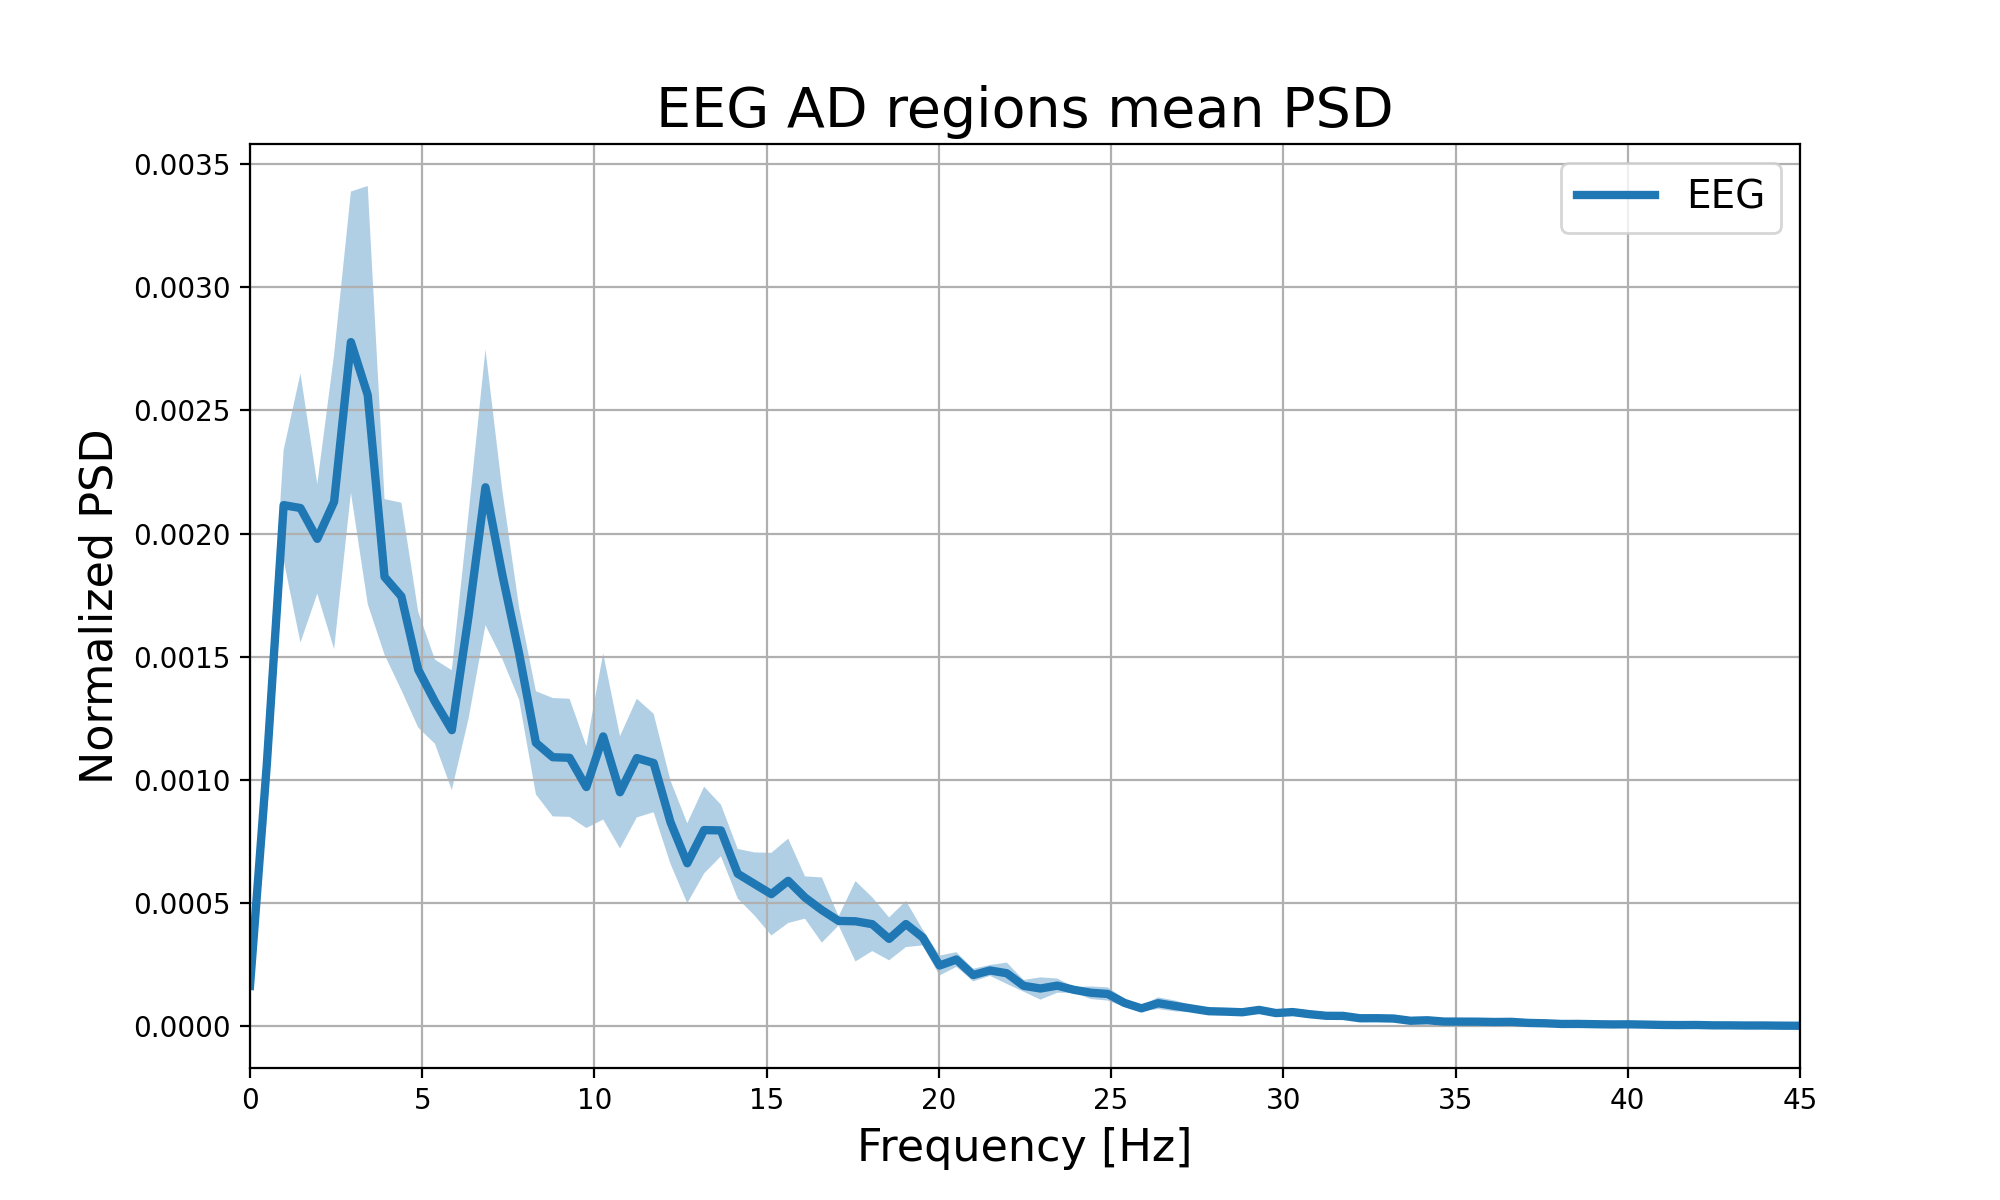 EEG AD regions mean PSD
EEG
Normalized PSD
0.0035
0.0030
0.0025
0.0020
0.0015
0.0010
0.0005
0.0000
0 5 10 15 20 25 30 35 40 45
Frequency [Hz]